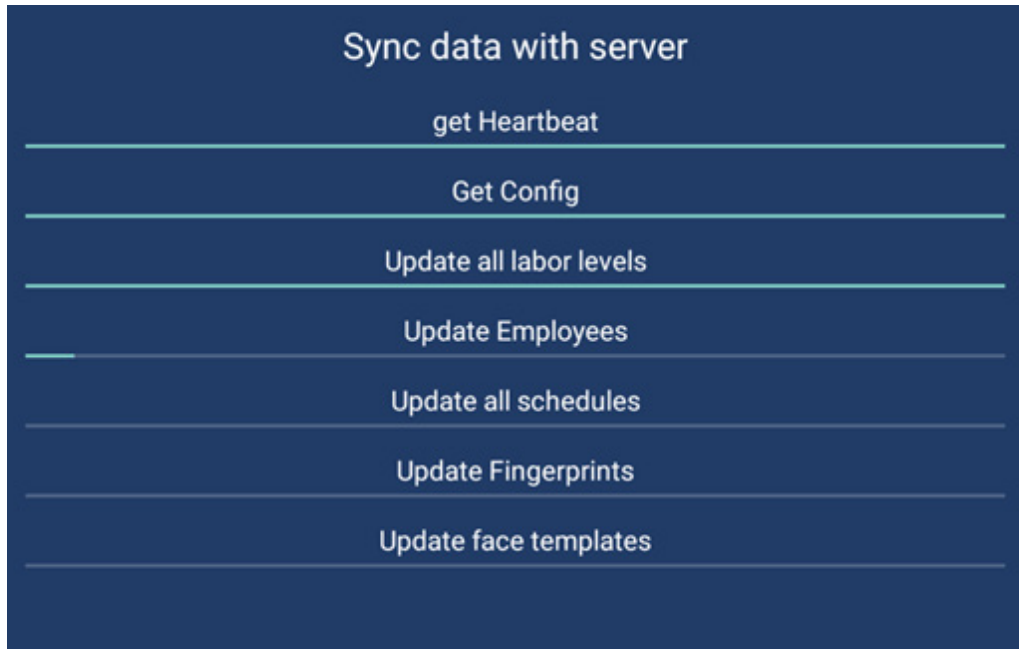 Sync data with server
get Heartbeat
Get Config
Update all labor levels
Update Employees
Update all schedules
Update Fingerprints
Update face templates